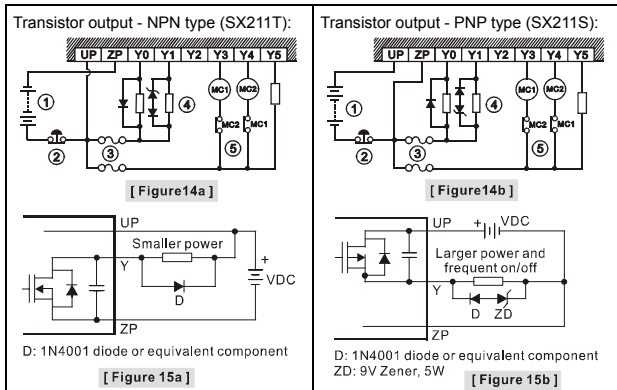 Transistor output - NPN type (SX211T):
UP ZP Y0 Y1 Y2 Y3 Y4 Y5
MC1 MC2
1
4
MC2 MC1
2
3
5
[ Figure14a ]
UP
Smaller power
Y
+
VDC
D
ZP
D: 1N4001 diode or equivalent component
[ Figure 15a ]
Transistor output - PNP type (SX211S):
UP ZP Y0 Y1 Y2 Y3 Y4 Y5
MC1 MC2
1
4
MC2 MC1
2
3
5
[ Figure14b ]
UP
+ VDC
Larger power and
frequent on/off
Y
D ZD
ZP
D: 1N4001 diode or equivalent component
ZD: 9V Zener, 5W
[ Figure 15b ]